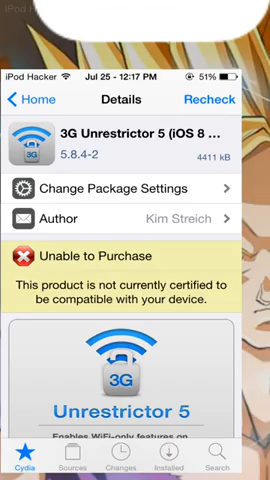 iPod Hacker
iPod Hacker Jul 25 - 12:17 PM 51%
Home Details Recheck
3G Unrestrictor 5 (iOS 8 ...
5.8.4-2 4411 kB
Change Package Settings
Author Kim Streich
Unable to Purchase
This product is not currently certified to
be compatible with your device.
3G
Unrestrictor 5
Enables WiFi-only features on
Cydia Sources Changes Installed Search